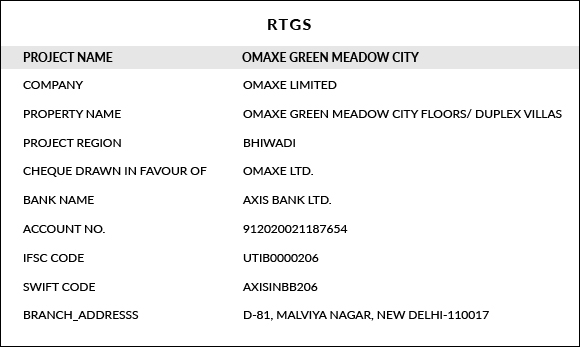 RTGS
PROJECT NAME OMAXE GREEN MEADOW CITY
COMPANY OMAXE LIMITED
PROPERTY NAME OMAXE GREEN MEADOW CITY FLOORS/ DUPLEX VILLAS
PROJECT REGION BHIWADI
CHEQUE DRAWN IN FAVOUR OF OMAXE LTD.
BANK NAME AXIS BANK LTD.
ACCOUNT NO. 912020021187654
IFSC CODE UTIB0000206
SWIFT CODE AXISINBB206
BRANCH_ADDRESSS D-81, MALVIYA NAGAR, NEW DELHI-110017